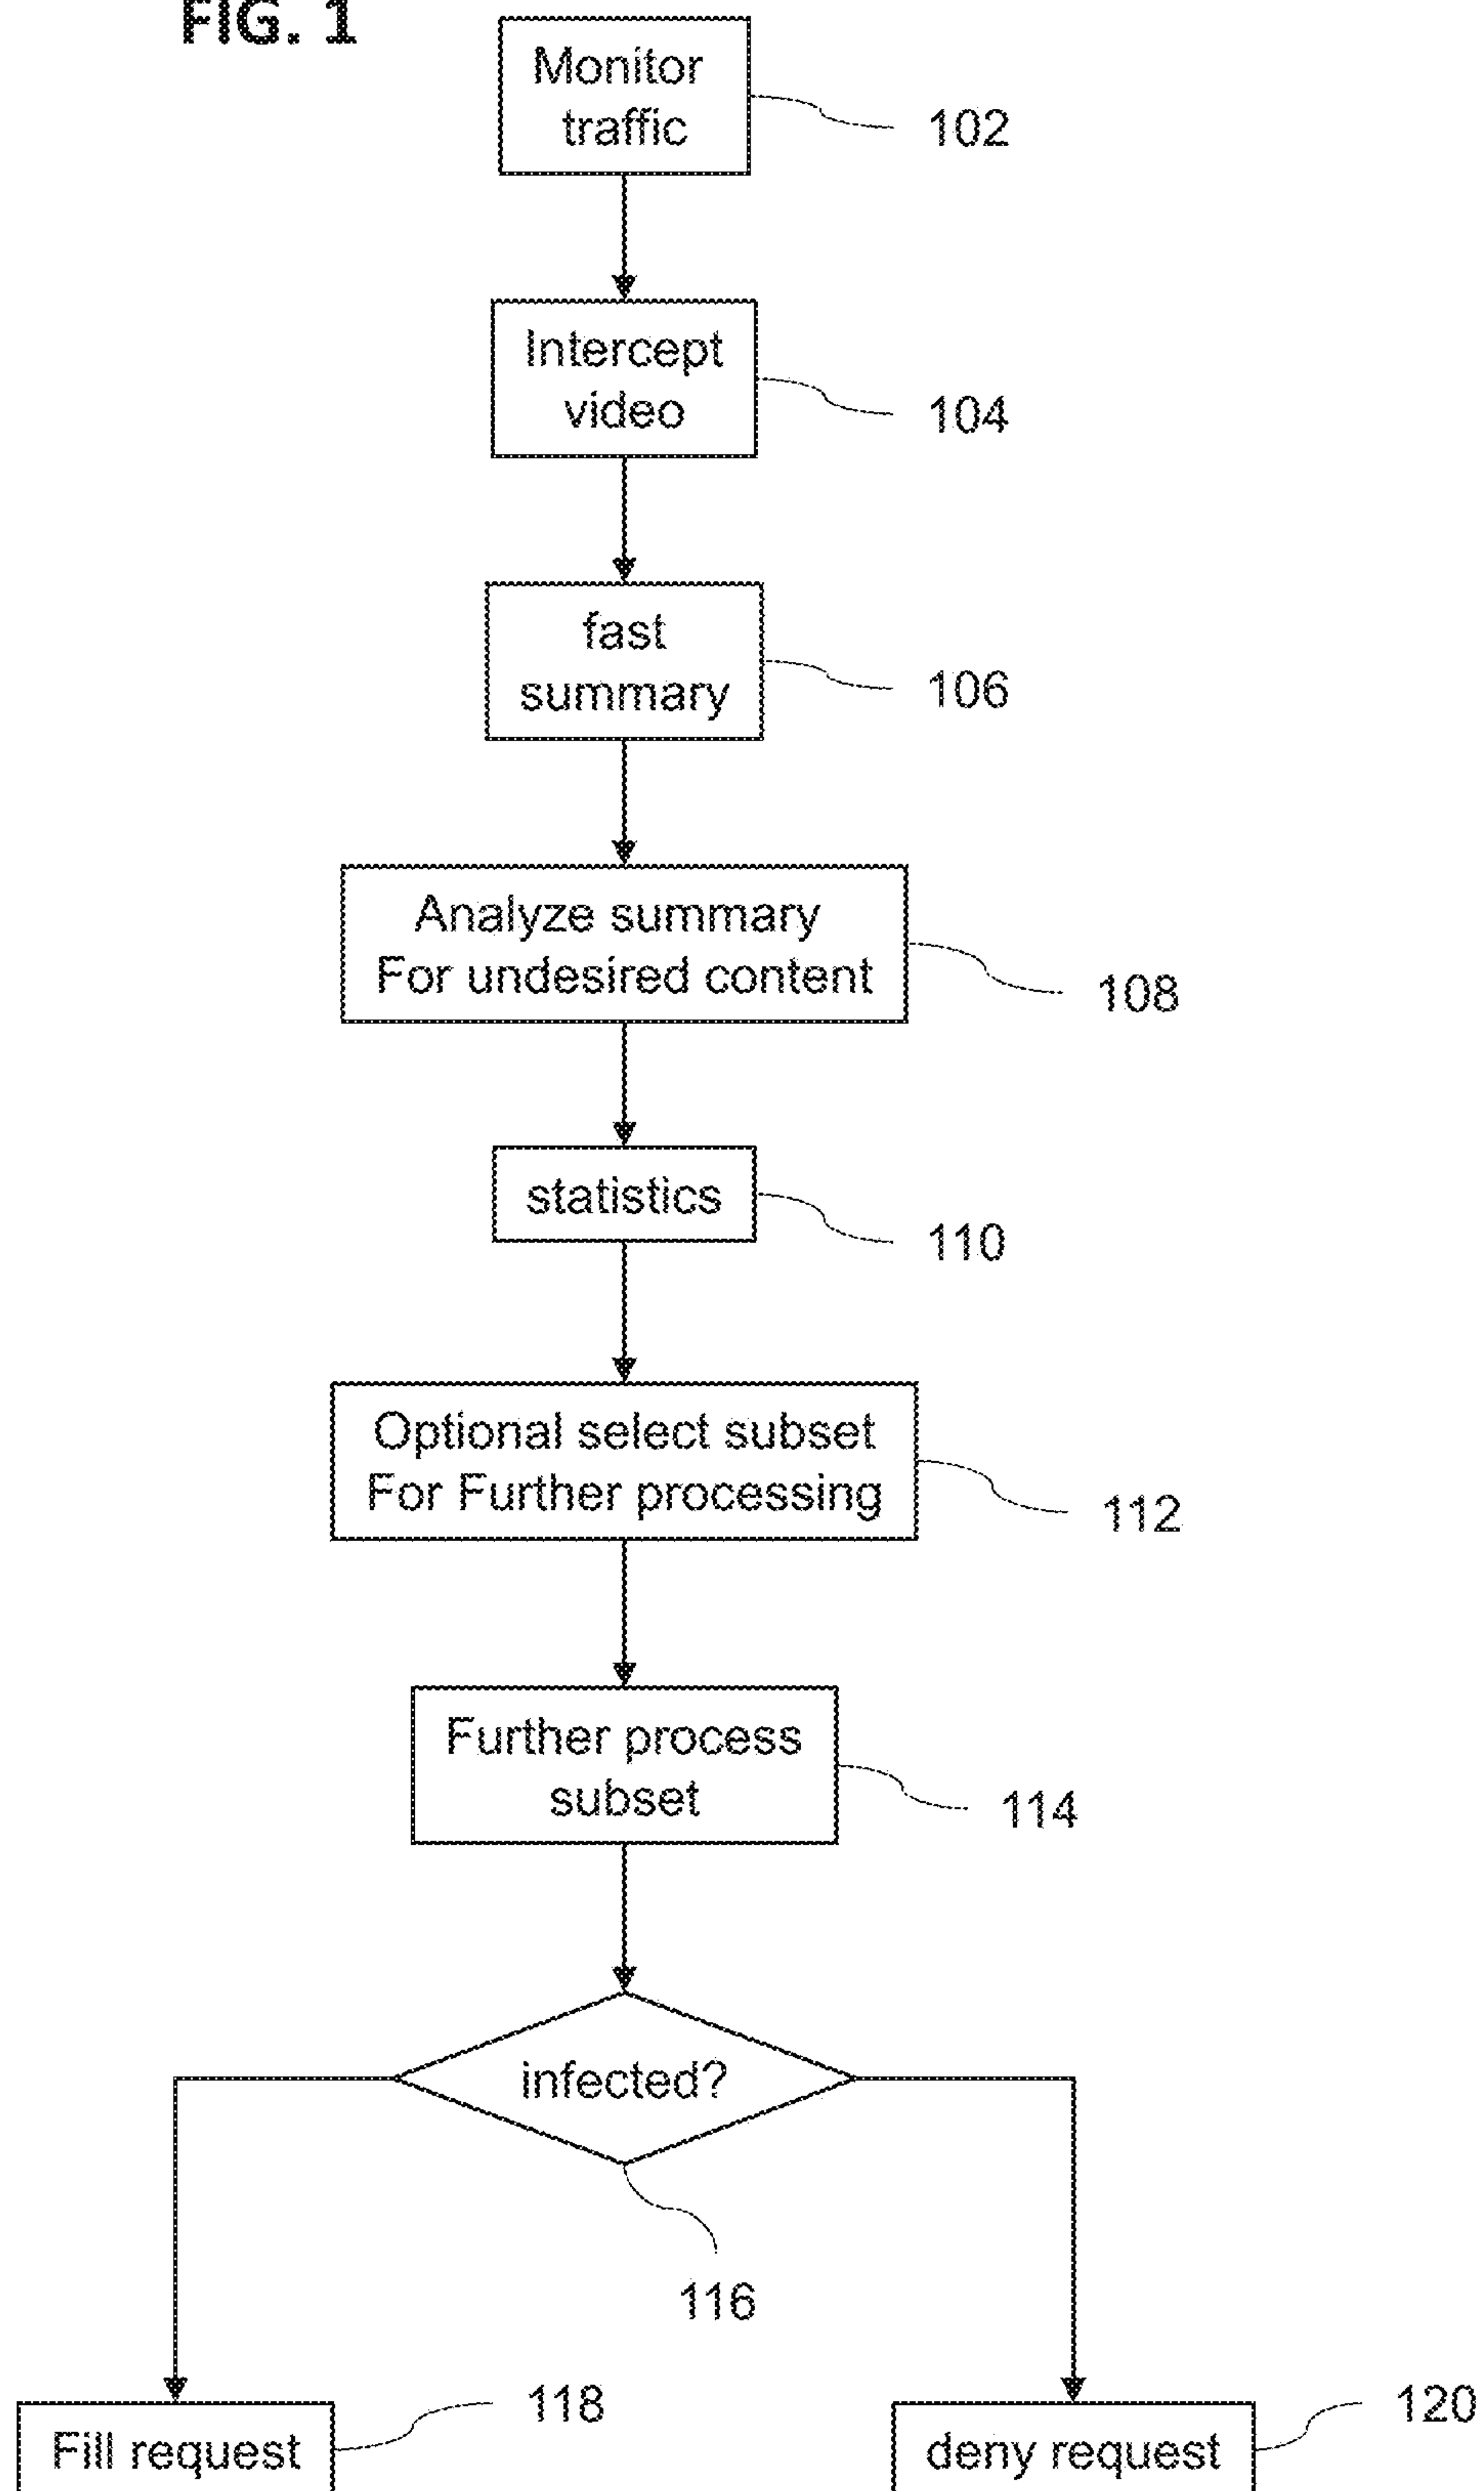 FIG. 1
Monitor
traffic
102
Intercept
video
104
fast
summary
106
Analyze summary
For undesired content
108
statistics
110
Optional select subset
For Further processing
112
Further process
subset
114
infected?
116
118
Fill request
120
deny request